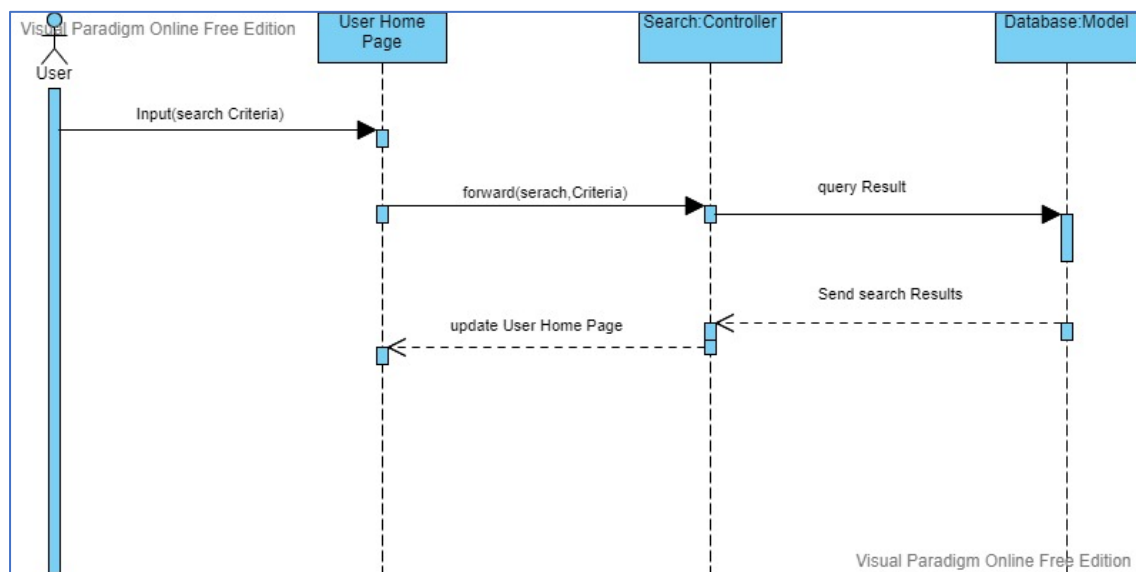 Visual Paradigm Online Free Edition
User
User Home
Page
Search:Controller
Database:Model
Input(search Criteria)
forward(serach,Criteria)
query Result
Send search Results
update User Home Page
Visual Paradigm Online Free Edition